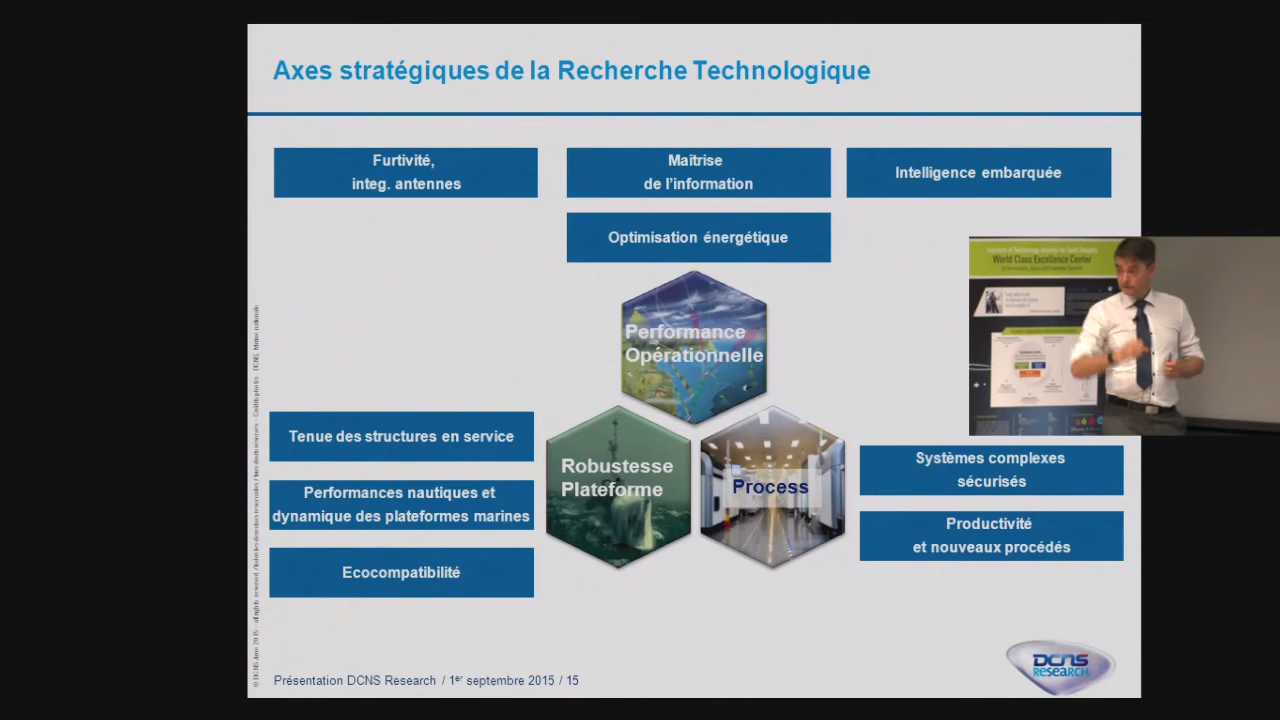 Axes stratégiques de la Recherche Technologique
Furtivité,
integ. antennes
Maîtrise
de l'information
Intelligence embarquée
Optimisation énergétique
World Class Excellence Center
Performance
Opérationnelle
Tenue des structures en service
Performances nautiques et
dynamique des plateformes marines
Ecocompatibilité
Robustesse
Plateforme
Process
Systèmes complexes
sécurisés
Productivité
et nouveaux procédés
Présentation DCNS Research / 1er septembre 2015 / 15
DCNS
RESEARCH